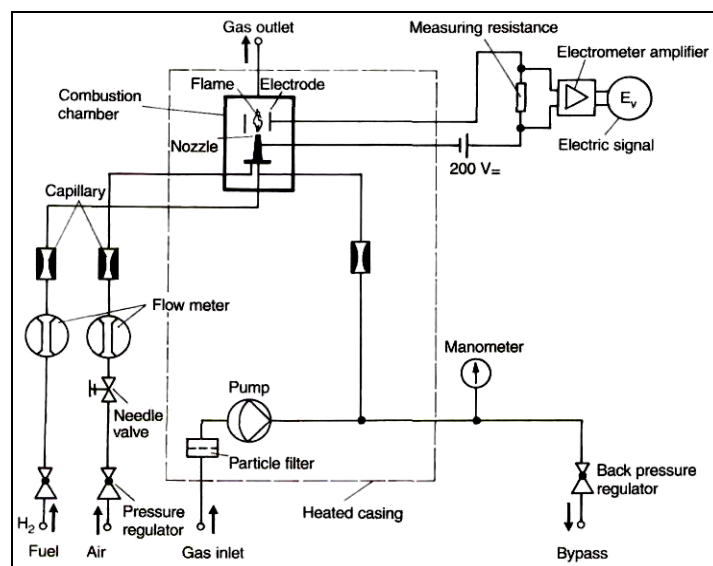 Gas outlet
Measuring resistance
Electrometer amplifier
Flame
Electrode
Combustion
chamber
Nozzle
E_v
Electric signal
200 V=
Capillary
Flow meter
Manometer
Pump
Needle
valve
Particle filter
Back pressure
regulator
Pressure
regulator
Heated casing
H₂
Fuel
Air
Gas inlet
Bypass